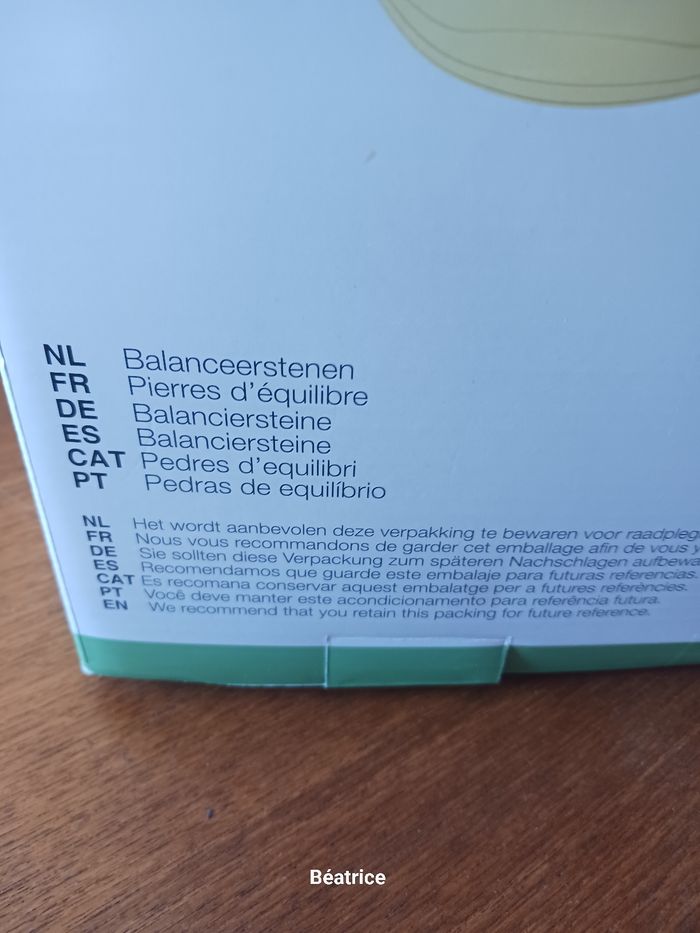 NL Balanceerstenen
FR Pierres d'équilibre
DE Balanciersteine
ES Balanciersteine
CAT Pedres d'equilibri
PT Pedras de equilíbrio
NL Het wordt aanbevolen deze verpakking te bewaren voor
FR Nous vous recommandons de garder cet emballage afin de vous
DE Sie sollten diese Verpackung zum späteren Nachschlagen
ES Recomendamos que guarde este embalaje para futuras referencias.
CAT Es recomana conservar aquest embalatge per a futures referències.
PT Você deve manter este acondicionamento para referência futura.
EN We recommend that you retain this packing for future reference.
Béatrice